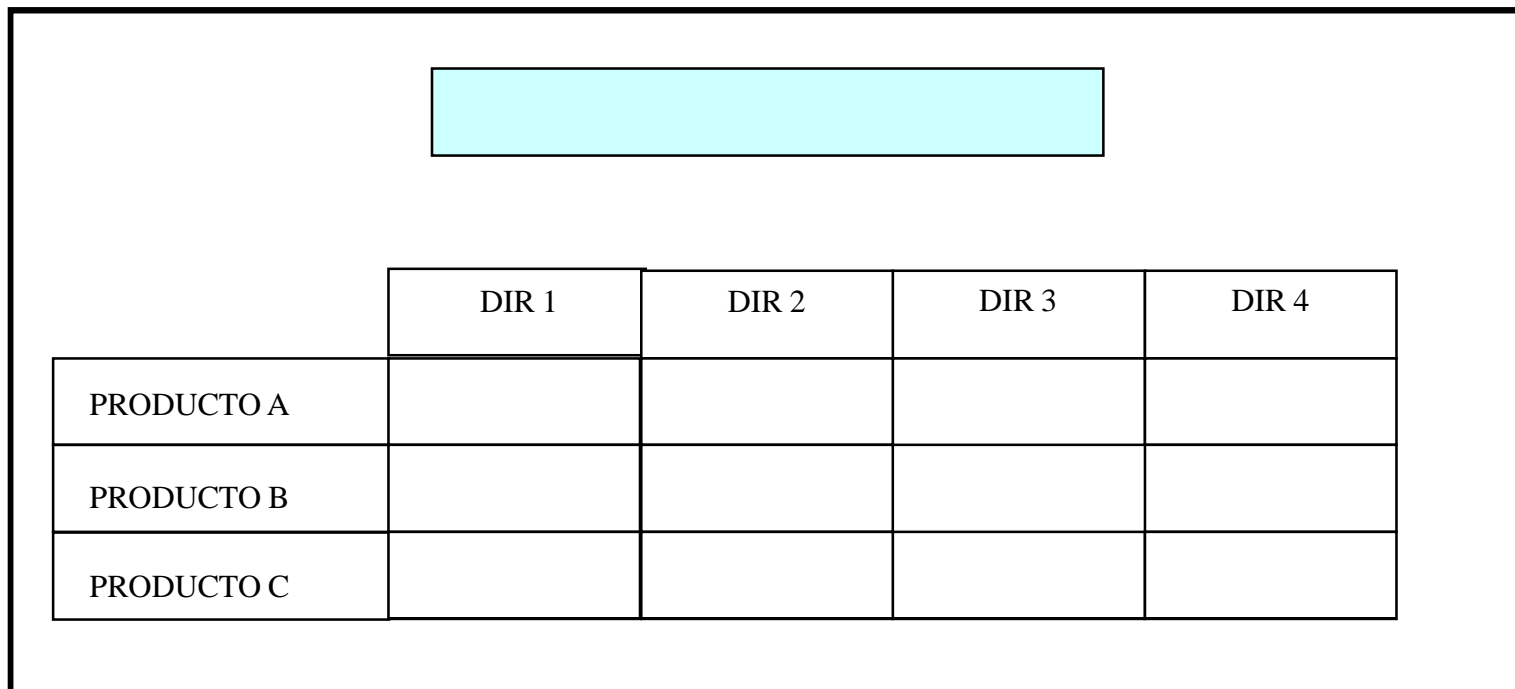 DIR 1 DIR 2 DIR 3 DIR 4
PRODUCTO A
PRODUCTO B
PRODUCTO C